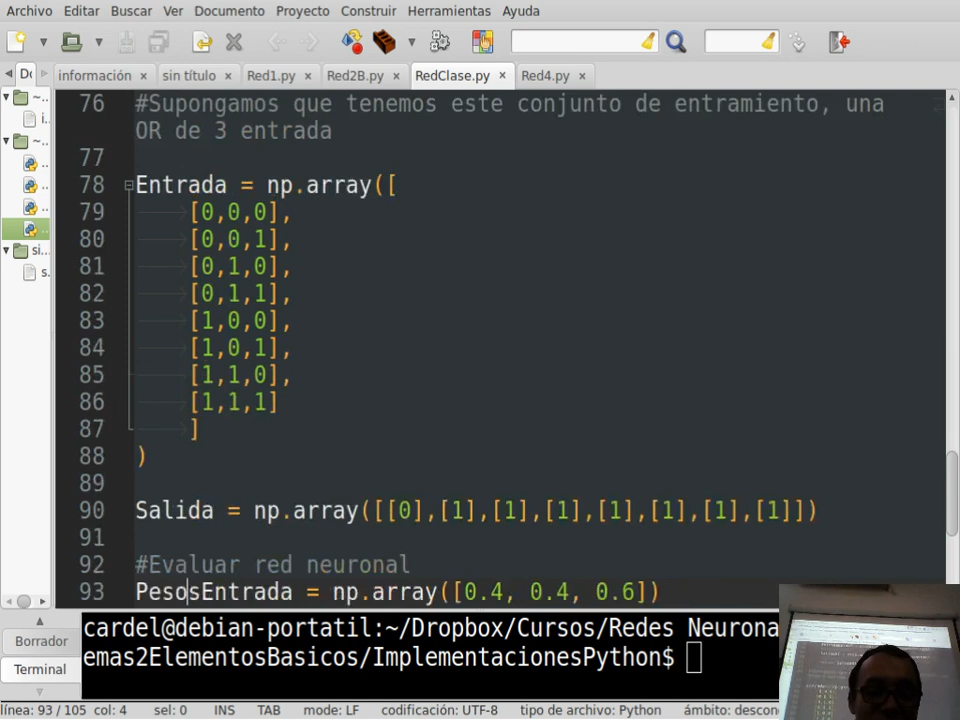 Archivo Editar Buscar Ver Documento Proyecto Construir Herramientas Ayuda
Do información sin título Red1.py Red2B.py RedClase.py Red4.py
76 #Supongamos que tenemos este conjunto de entramiento, una
OR de 3 entrada
77
78 Entrada = np.array([
79 [0,0,0],
80 [0,0,1],
81 [0,1,0],
82 [0,1,1],
83 [1,0,0],
84 [1,0,1],
85 [1,1,0],
86 [1,1,1]
87 ]
88 )
89
90 Salida = np.array([[0],[1],[1],[1],[1],[1],[1],[1]])
91
92 #Evaluar red neuronal
93 PesosEntrada = np.array([0.4, 0.4, 0.6])
Borrador
Terminal
cardel@debian-portatil:~/Dropbox/Cursos/Redes Neurona
emas2ElementosBasicos/ImplementacionesPython$
línea: 93 / 105 col: 4 sel: 0 INS TAB mode: LF codificación: UTF-8 tipo de archivo: Python ámbito: descono